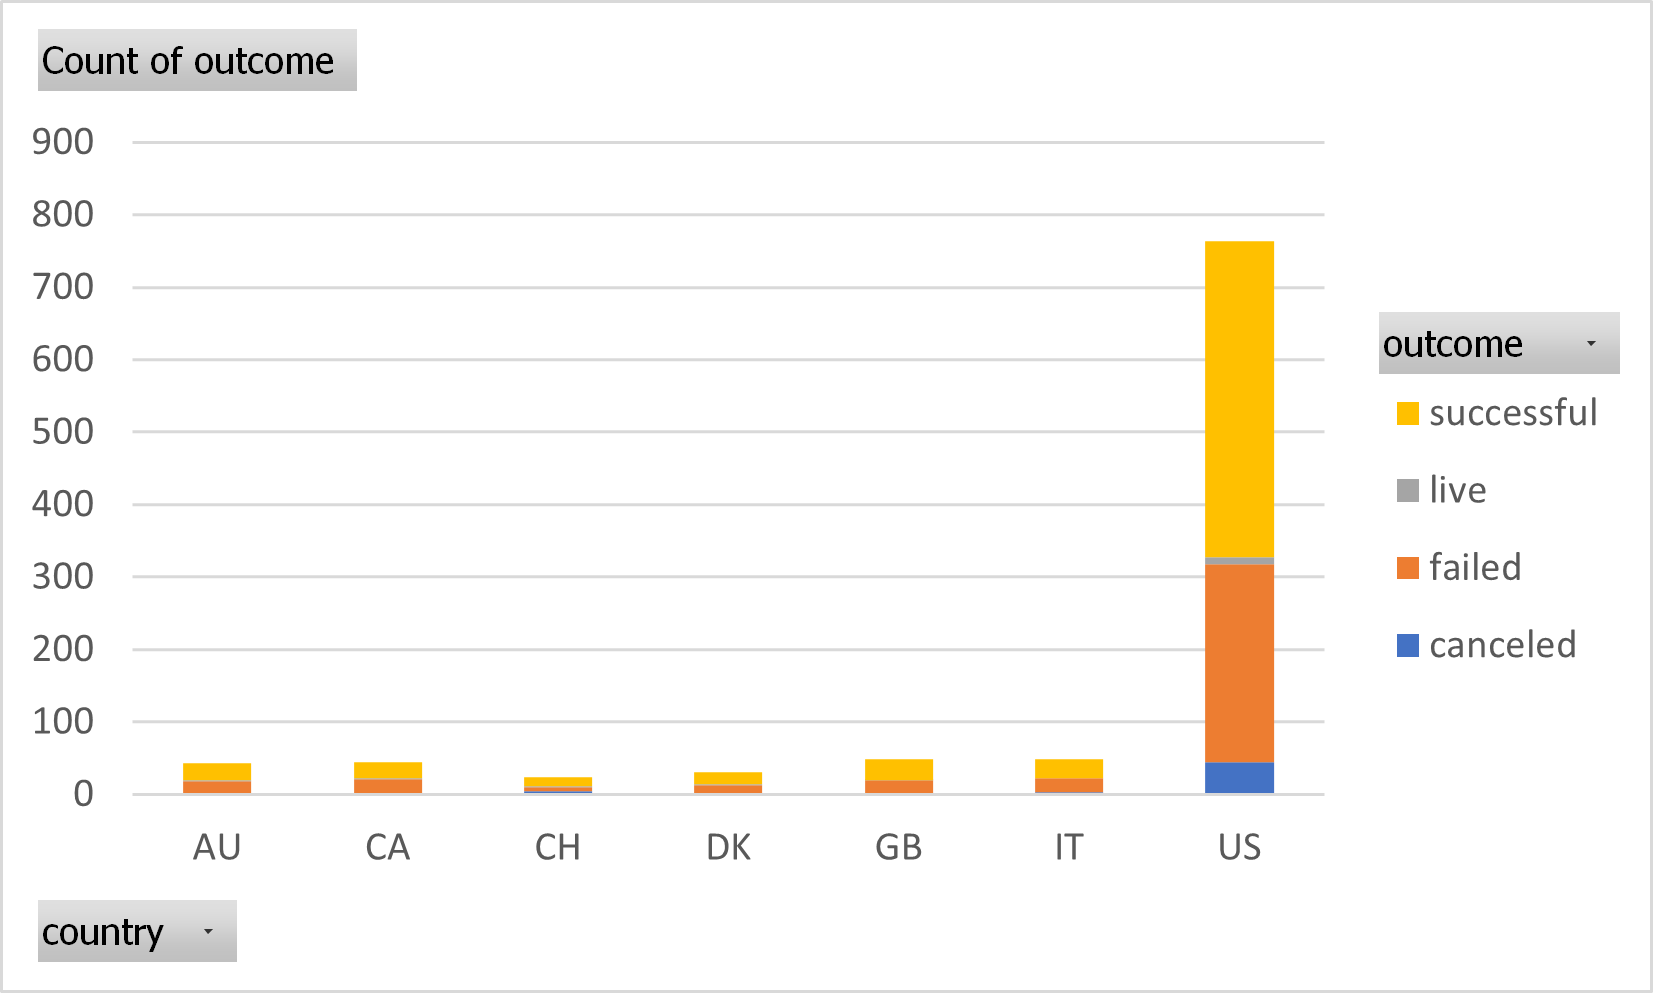 Count of outcome
900
800
700
600
500
400
300
200
100
0
AU CA CH DK GB IT US
outcome
successful
live
failed
canceled
country